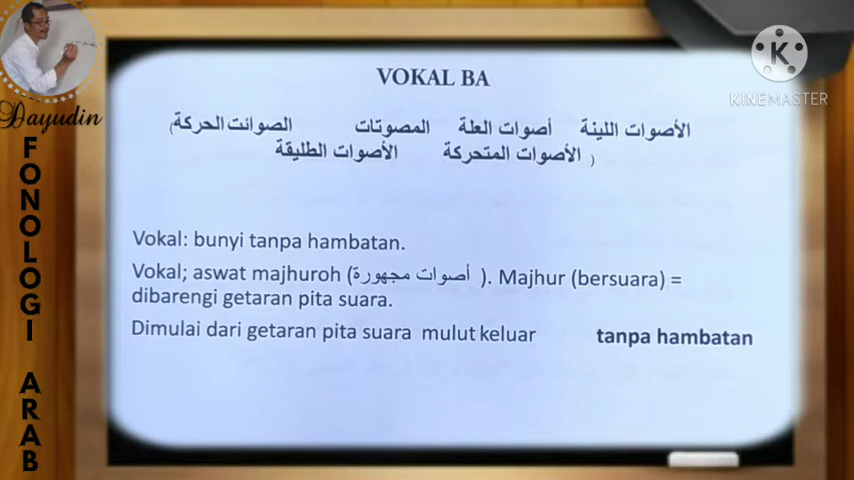 Dayudin
FONOLOGI ARAB
KINEMASTER
VOKAL BA
الأصوات اللينة أصوات العلة المصوتات الصوائت الحركة(
( الأصوات المتحركة الأصوات الطليقة
Vokal: bunyi tanpa hambatan.
Vokal; aswat majhuroh (أصوات مجهورة ). Majhur (bersuara) =
dibarengi getaran pita suara.
Dimulai dari getaran pita suara mulut keluar tanpa hambatan